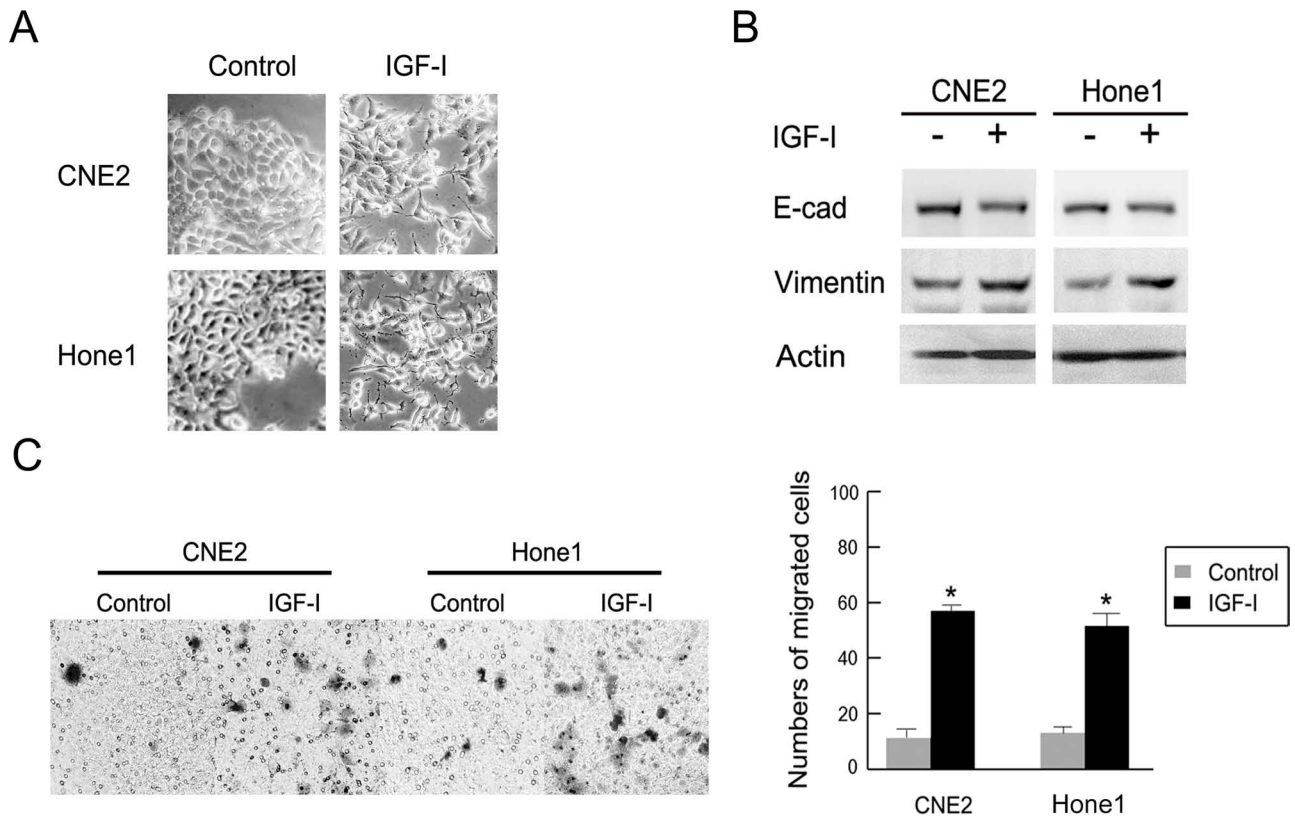 A
Control IGF-I
CNE2
Hone1
B
CNE2 Hone1
IGF-I - + - +
E-cad
Vimentin
Actin
C
CNE2 Hone1
Control IGF-I Control IGF-I
Numbers of migrated cells
100
80
60
40
20
0
* *
CNE2 Hone1
Control
IGF-I